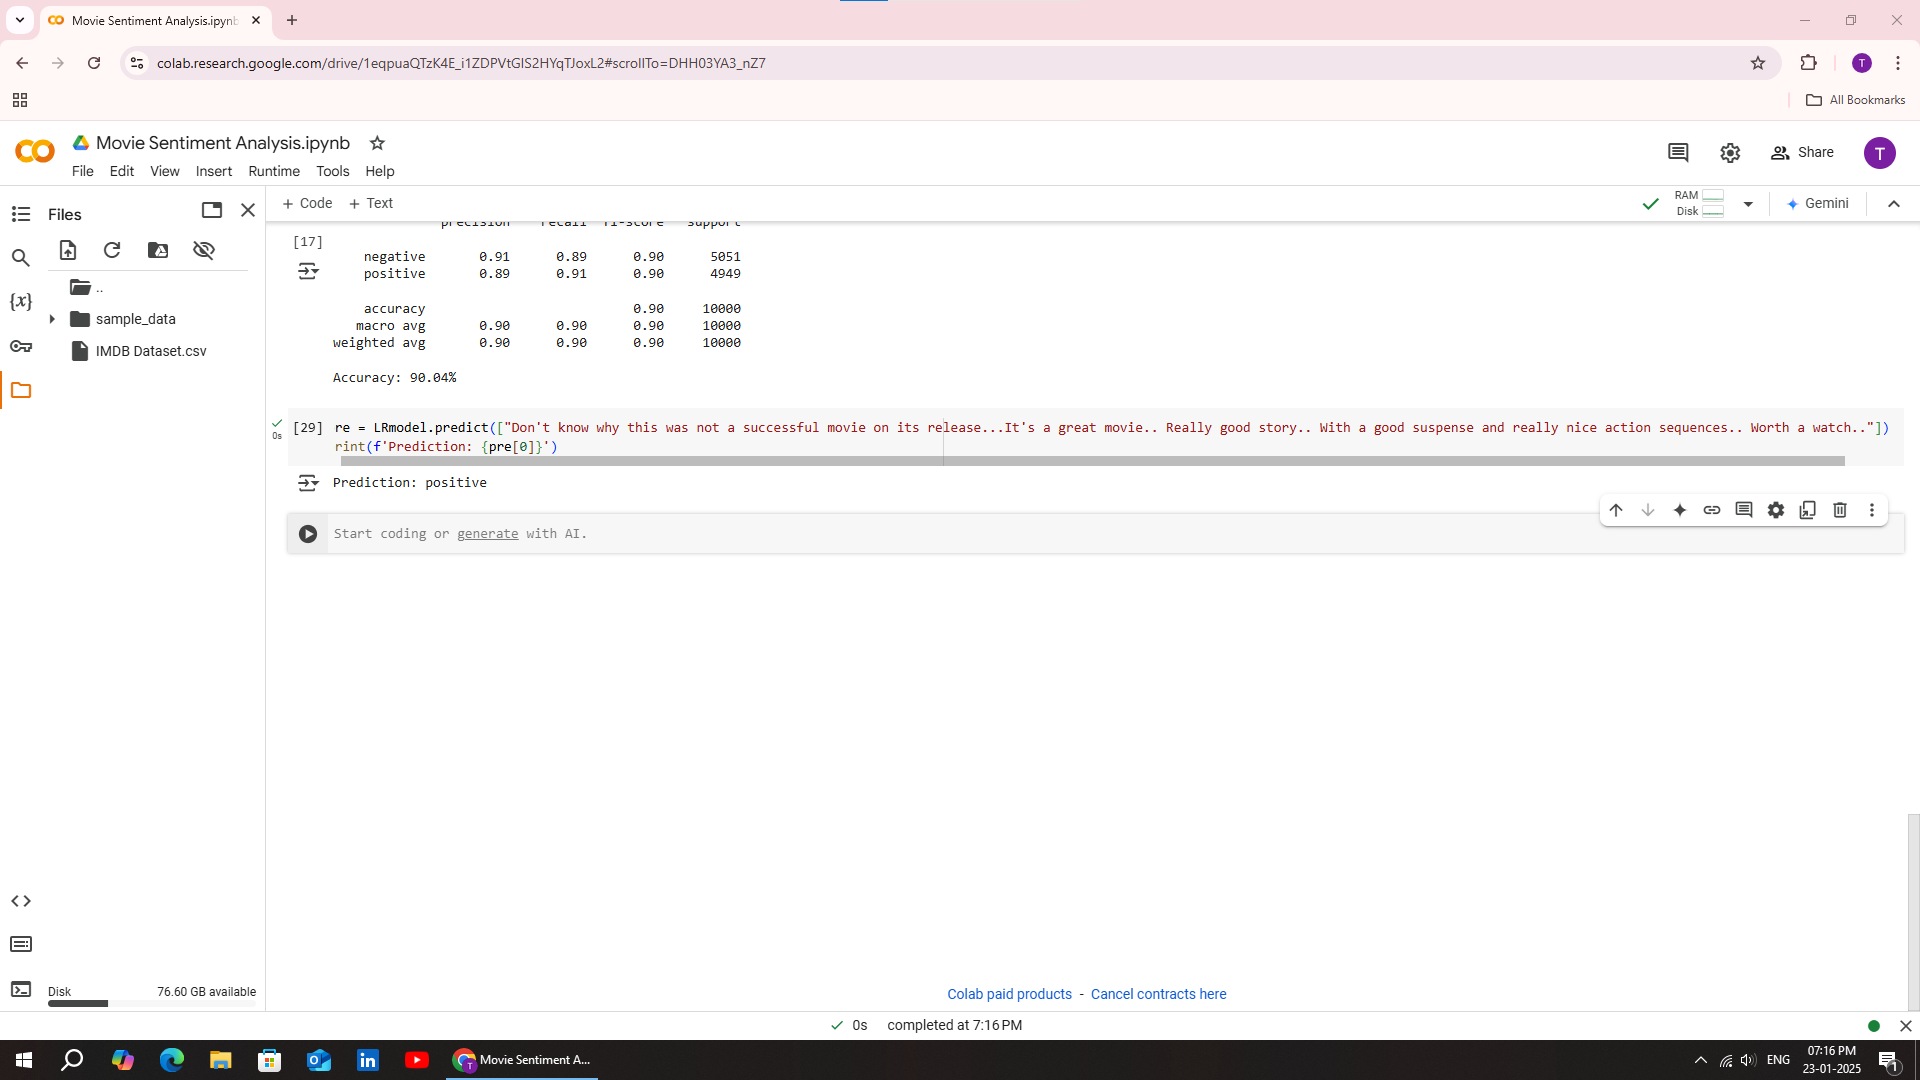 Movie Sentiment Analysis.ipynb
colab.research.google.com/drive/1eqpuaQTzK4E_i1ZDPVtGIS2HYqTJoxL2#scrollTo=DHH03YA3_nZ7
T
All Bookmarks
Movie Sentiment Analysis.ipynb
File Edit View Insert Runtime Tools Help
Share
T
Files
+ Code + Text
RAM
Disk
Gemini
..
sample_data
IMDB Dataset.csv
precision recall f1-score support
[17]
negative 0.91 0.89 0.90 5051
positive 0.89 0.91 0.90 4949
accuracy 0.90 10000
macro avg 0.90 0.90 0.90 10000
weighted avg 0.90 0.90 0.90 10000
Accuracy: 90.04%
0s
[29] re = LRmodel.predict(["Don't know why this was not a successful movie on its release...It's a great movie.. Really good story.. With a good suspense and really nice action sequences.. Worth a watch.."])
rint(f'Prediction: {pre[0]}')
Prediction: positive
Start coding or generate with AI.
{x}
Disk 76.60 GB available
Colab paid products - Cancel contracts here
0s completed at 7:16 PM
Movie Sentiment A...
ENG
07:16 PM
23-01-2025
1